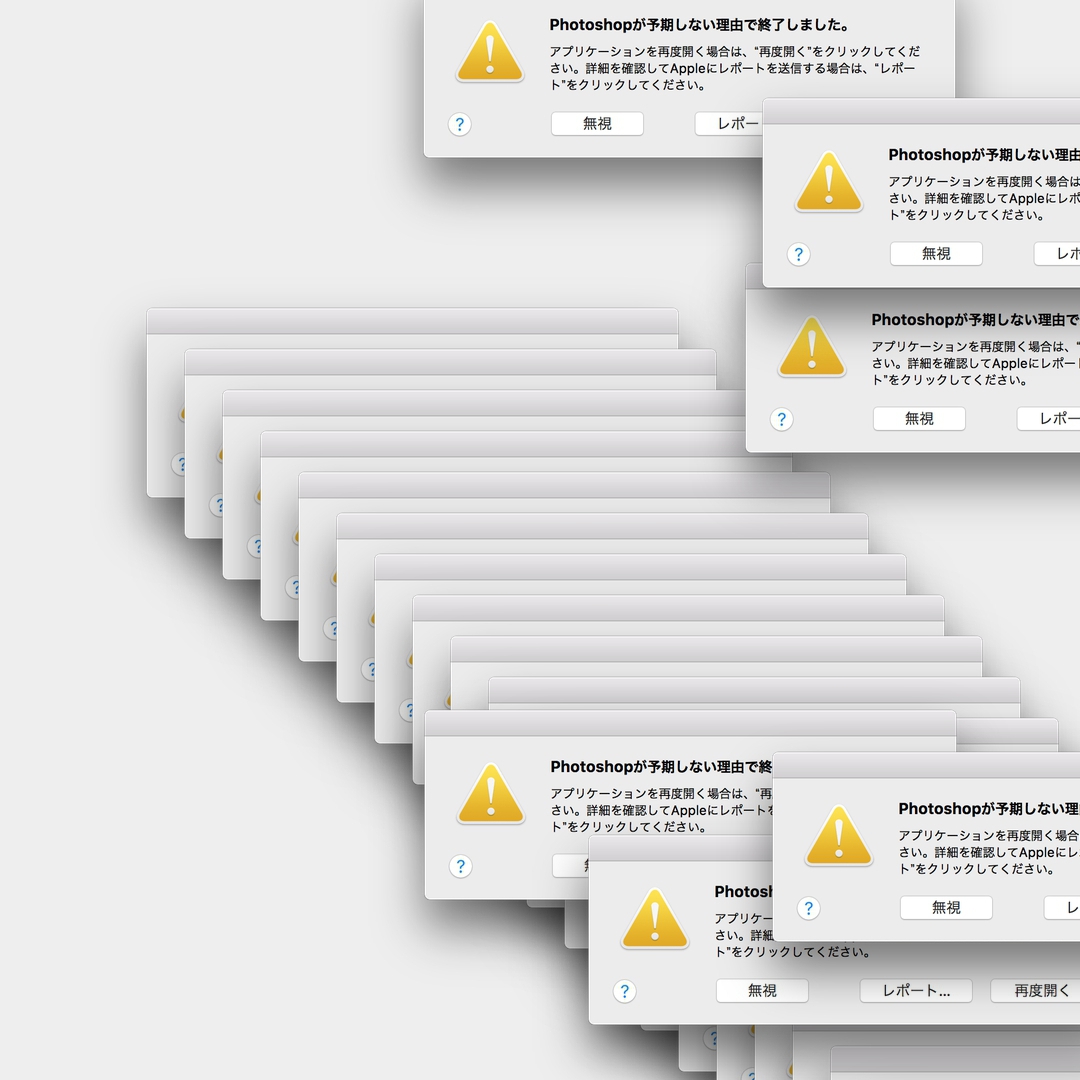 Photoshopが予期しない理由で終了しました。
アプリケーションを再度開く場合は、“再度開く”をクリックしてくだ
さい。詳細を確認してAppleにレポートを送信する場合は、“レポー
ト”をクリックしてください。
?
無視
レポー
Photoshopが予期しない理由
アプリケーションを再度開く場合は
さい。詳細を確認してAppleにレポ
ト”をクリックしてください。
?
無視
レポ
Photoshopが予期しない理由で
アプリケーションを再度開く場合は、“
さい。詳細を確認してAppleにレポー
ト”をクリックしてください。
?
無視
レポー
?
?
?
?
?
?
?
Photoshopが予期しない理由で終
アプリケーションを再度開く場合は、“再
さい。詳細を確認してAppleにレポートを
ト”をクリックしてください。
?
Photoshopが予期しない理
アプリケーションを再度開く場合
さい。詳細を確認してAppleにレ
ト”をクリックしてください。
?
無視
レ
Photosh
アプリケー
さい。詳細
ト”をクリックしてください。
?
無視
レポート...
再度開く
?
?